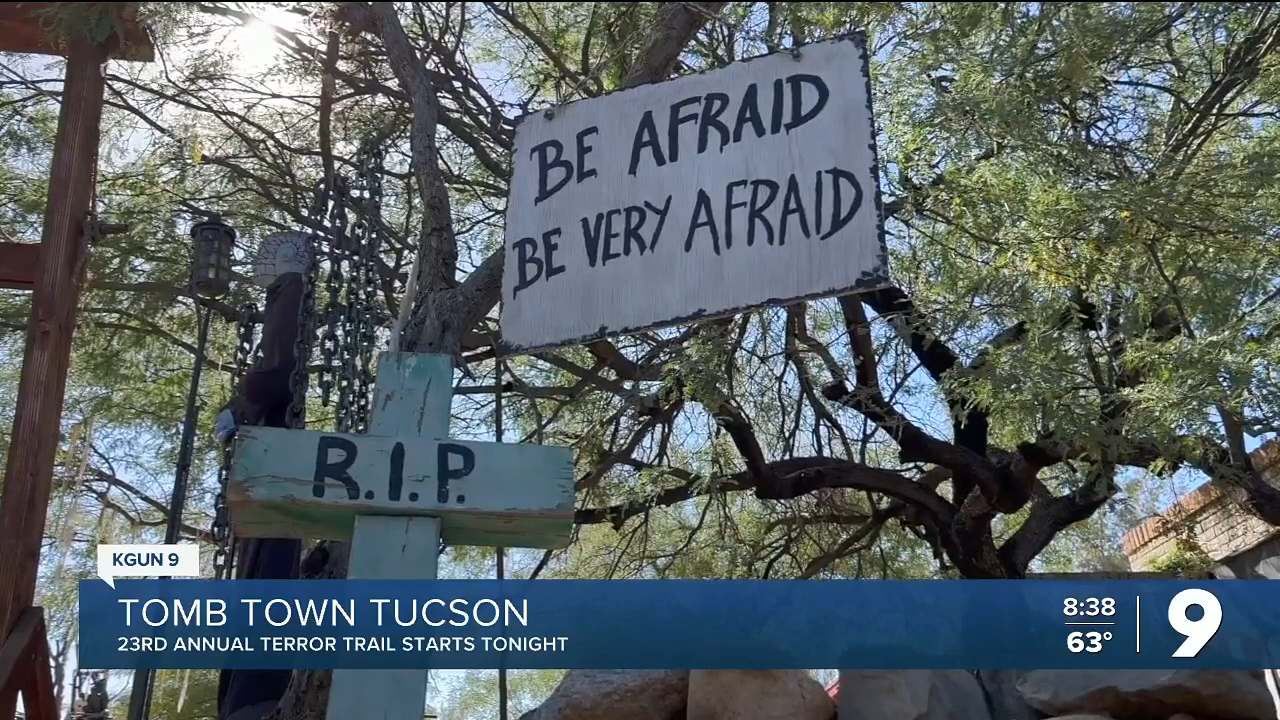 BE AFRAID
BE VERY AFRAID
R.I.P.
KGUN 9
TOMB TOWN TUCSON
23RD ANNUAL TERROR TRAIL STARTS TONIGHT
8:38
63°
9